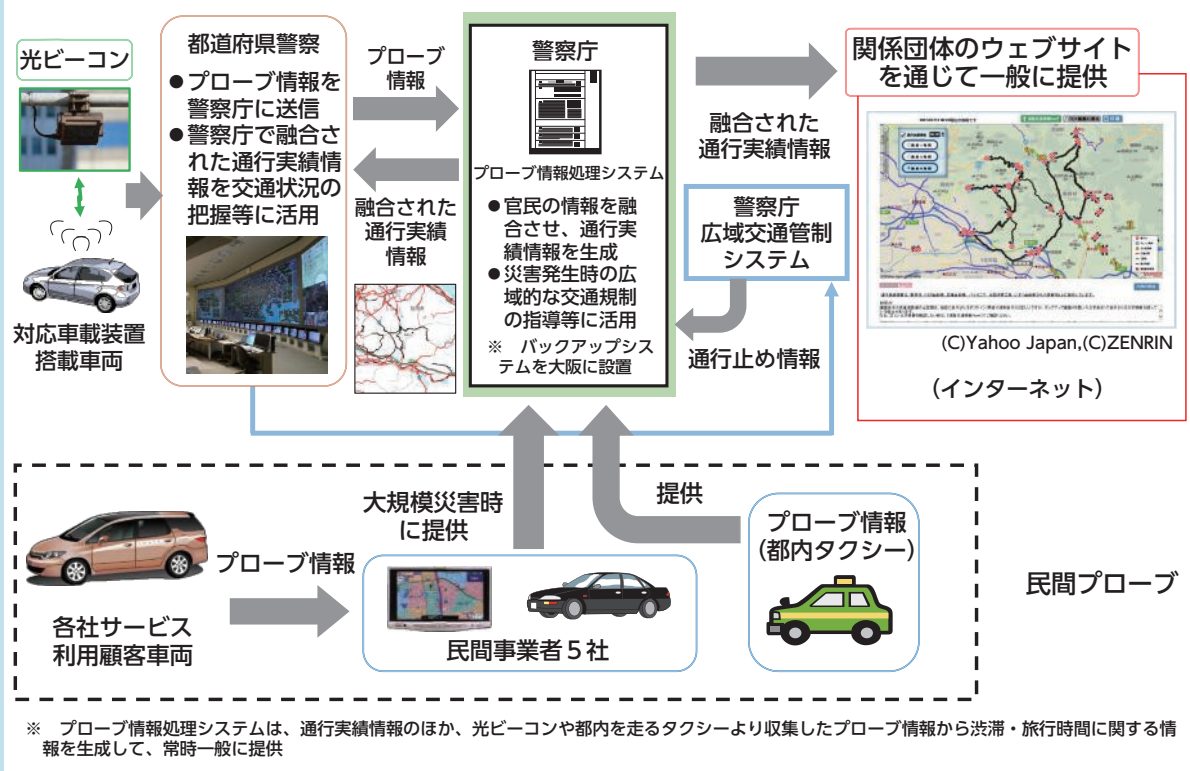 光ビーコン
対応車載装置
搭載車両
都道府県警察
●プローブ情報を
警察庁に送信
●警察庁で融合さ
れた通行実績情
報を交通状況の
把握等に活用
プローブ
情報
融合された
通行実績
情報
警察庁
プローブ情報処理システム
●官民の情報を融
合させ、通行実
績情報を生成
●災害発生時の広
域的な交通規制
の指導等に活用
※ バックアップシス
テムを大阪に設置
融合された
通行実績情報
警察庁
広域交通管制
システム
通行止め情報
関係団体のウェブサイト
を通じて一般に提供
(C)Yahoo Japan,(C)ZENRIN
(インターネット)
大規模災害時
に提供
提供
プローブ情報
(都内タクシー)
プローブ情報
各社サービス
利用顧客車両
民間事業者5社
民間プローブ
※ プローブ情報処理システムは、通行実績情報のほか、光ビーコンや都内を走るタクシーより収集したプローブ情報から渋滞・旅行時間に関する情
報を生成して、常時一般に提供